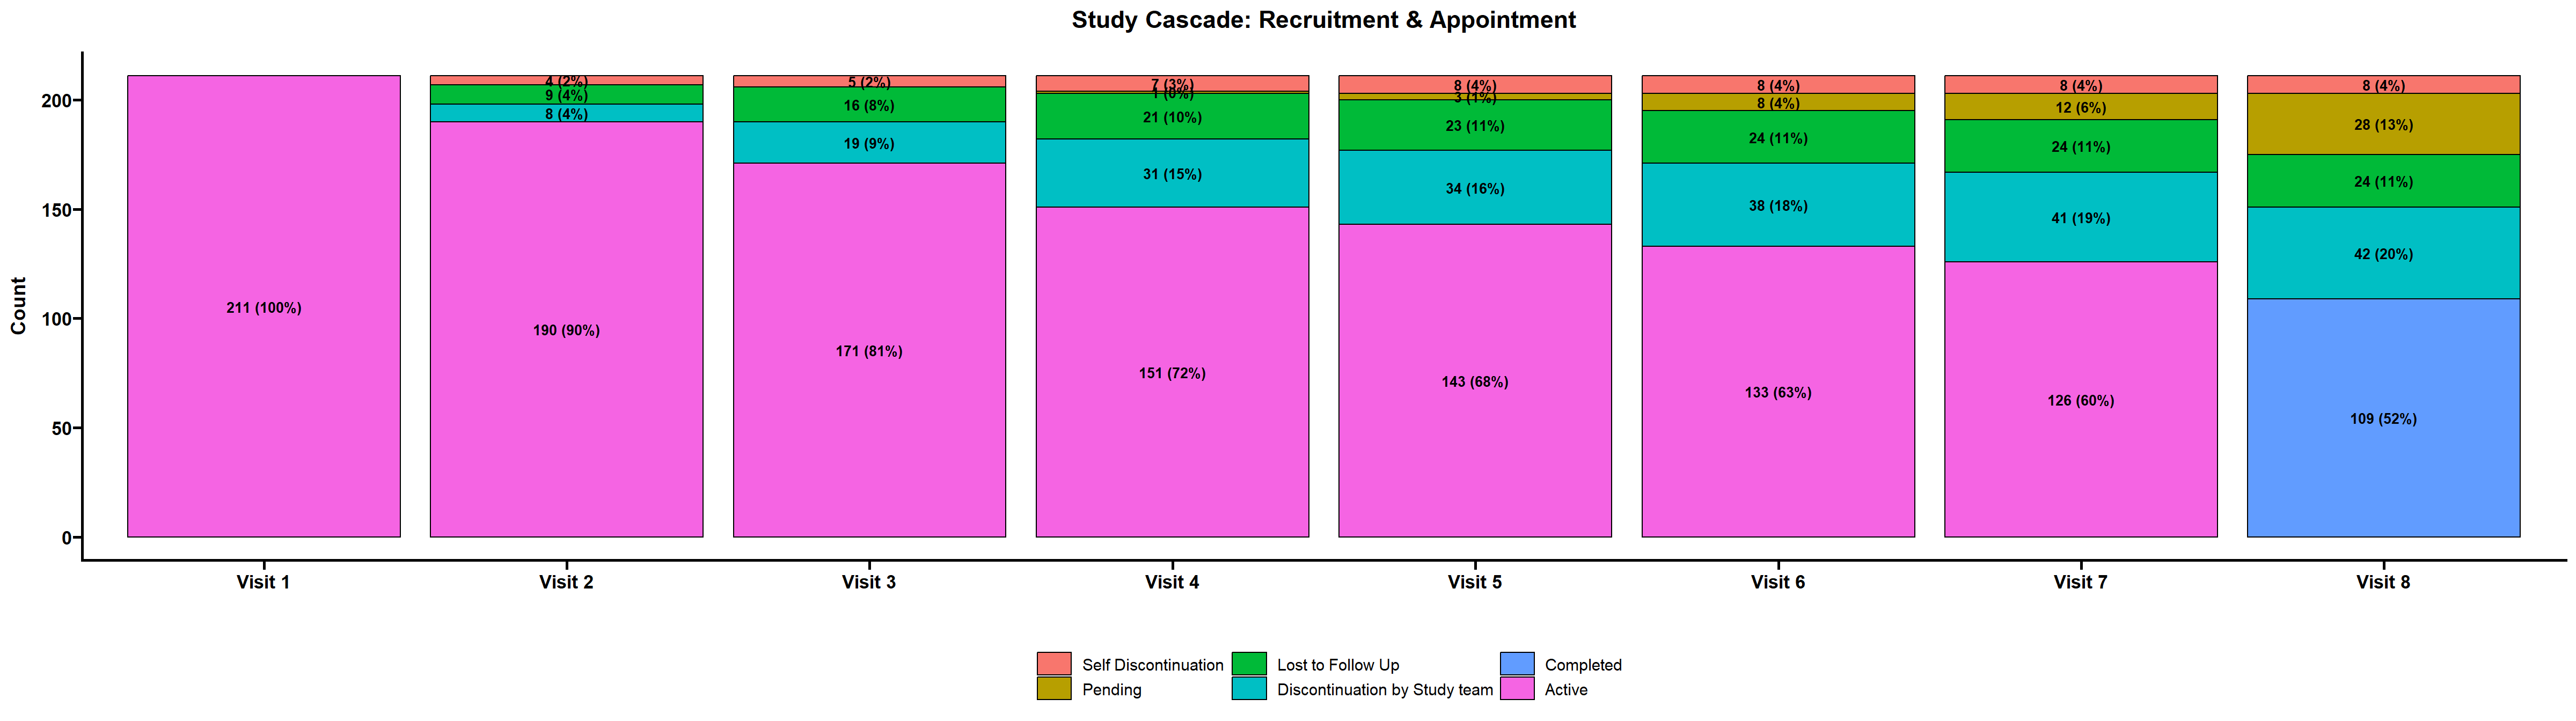 Study Cascade: Recruitment & Appointment
Count
200
150
100
50
0
211 (100%)
4 (2%)
9 (4%)
8 (4%)
190 (90%)
5 (2%)
16 (8%)
19 (9%)
171 (81%)
7 (3%)
1 (0%)
21 (10%)
31 (15%)
151 (72%)
8 (4%)
3 (1%)
23 (11%)
34 (16%)
143 (68%)
8 (4%)
8 (4%)
24 (11%)
38 (18%)
133 (63%)
8 (4%)
12 (6%)
24 (11%)
41 (19%)
126 (60%)
8 (4%)
28 (13%)
24 (11%)
42 (20%)
109 (52%)
Visit 1
Visit 2
Visit 3
Visit 4
Visit 5
Visit 6
Visit 7
Visit 8
Self Discontinuation
Lost to Follow Up
Completed
Pending
Discontinuation by Study team
Active